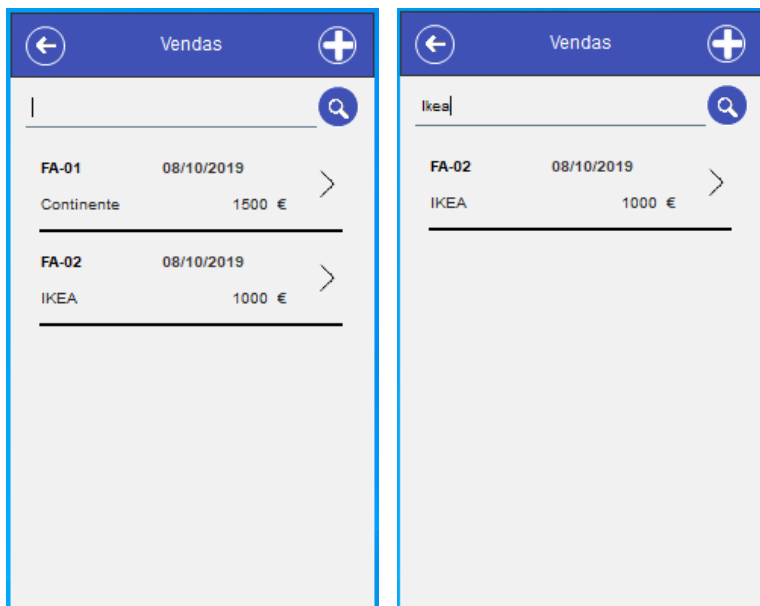 Vendas
FA-01 08/10/2019
Continente 1500 €
FA-02 08/10/2019
IKEA 1000 €
Vendas
Ikea
FA-02 08/10/2019
IKEA 1000 €